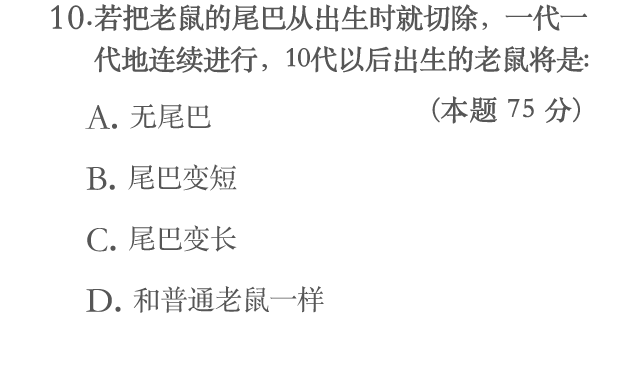 10.若把老鼠的尾巴从出生时就切除，一代一
代地连续进行，10代以后出生的老鼠将是:
(本题 75 分)
A. 无尾巴
B. 尾巴变短
C. 尾巴变长
D. 和普通老鼠一样